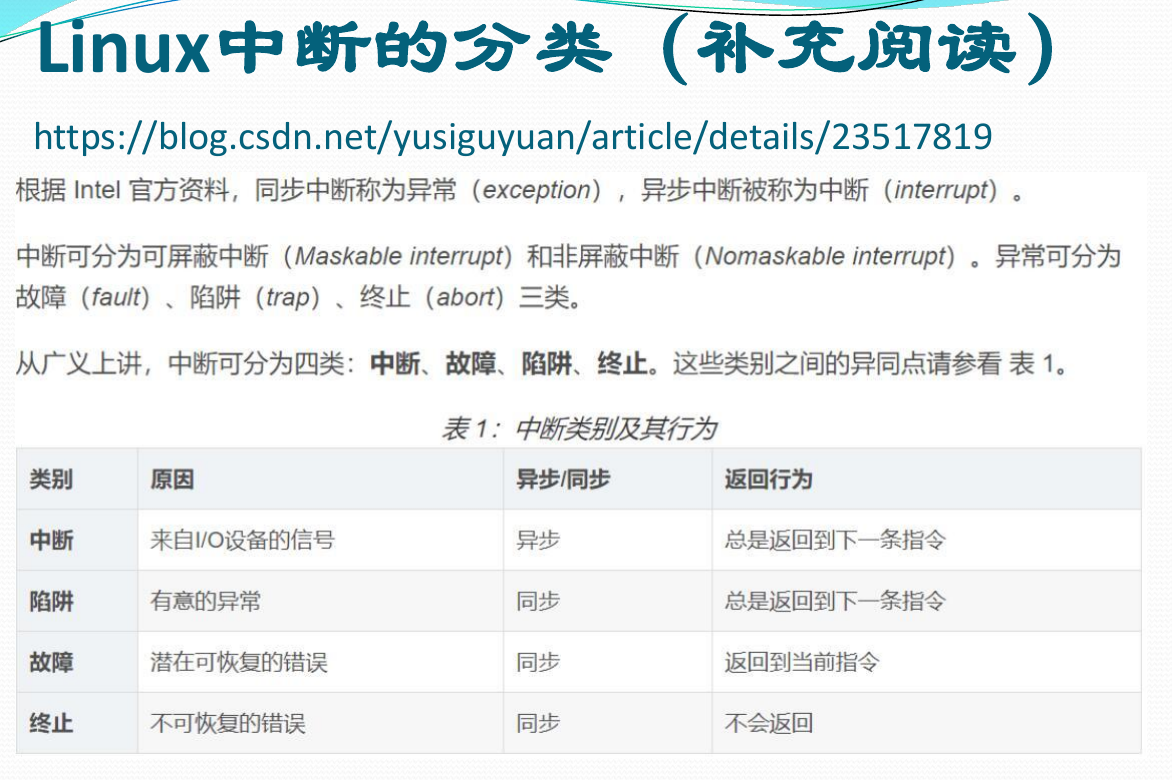 Linux中断的分类（补充阅读）
https://blog.csdn.net/yusiguyuan/article/details/23517819
根据 Intel 官方资料，同步中断称为异常（exception），异步中断被称为中断（interrupt）。
中断可分为可屏蔽中断（Maskable interrupt）和非屏蔽中断（Nomaskable interrupt）。异常可分为
故障（fault）、陷阱（trap）、终止（abort）三类。
从广义上讲，中断可分为四类：中断、故障、陷阱、终止。这些类别之间的异同点请参看 表 1。
表 1：中断类别及其行为
类别 原因 异步/同步 返回行为
中断 来自I/O设备的信号 异步 总是返回到下一条指令
陷阱 有意的异常 同步 总是返回到下一条指令
故障 潜在可恢复的错误 同步 返回到当前指令
终止 不可恢复的错误 同步 不会返回